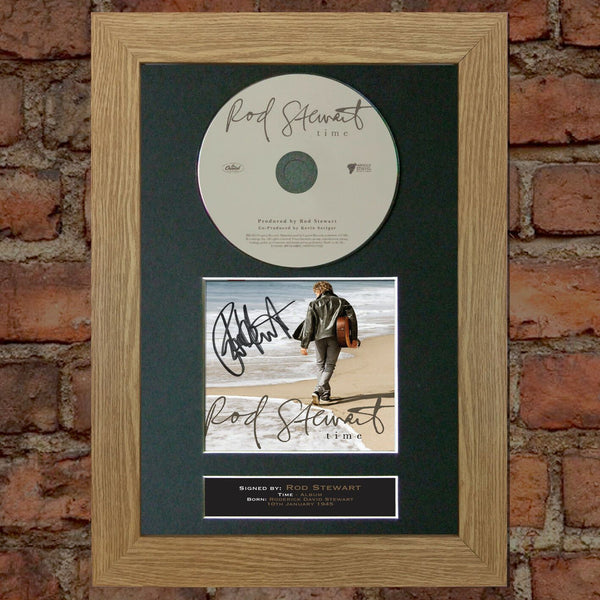 Rod Stewart
time
Capitol
Produced by Rod Stewart
Co-Produced by Kevin Savigar
Rod Stewart
time
SIGNED BY: ROD STEWART
TIME - ALBUM
BORN: RODERICK DAVID STEWART
10TH JANUARY 1945